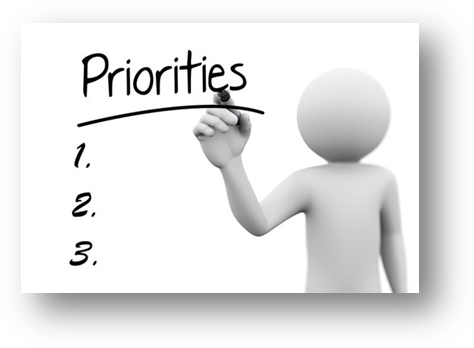 Priorities
1.
2.
3.